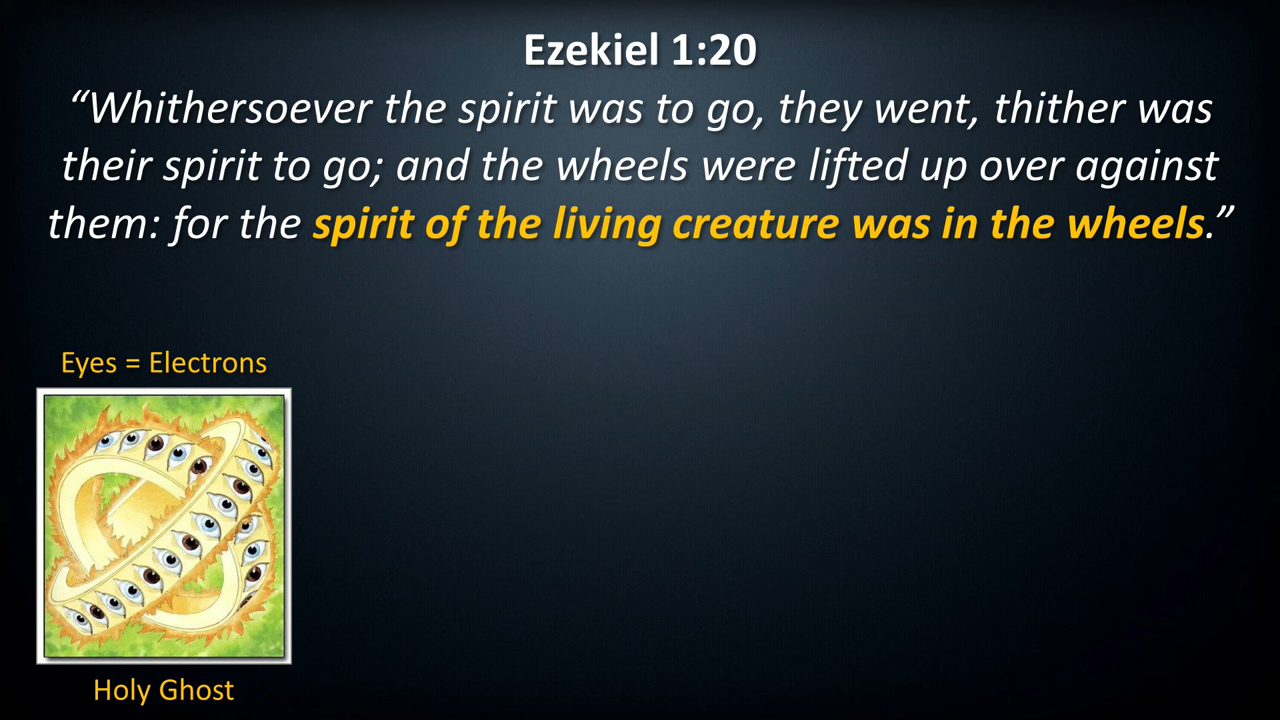 Ezekiel 1:20
“Whithersoever the spirit was to go, they went, thither was
their spirit to go; and the wheels were lifted up over against
them: for the spirit of the living creature was in the wheels.”
Eyes = Electrons
Holy Ghost